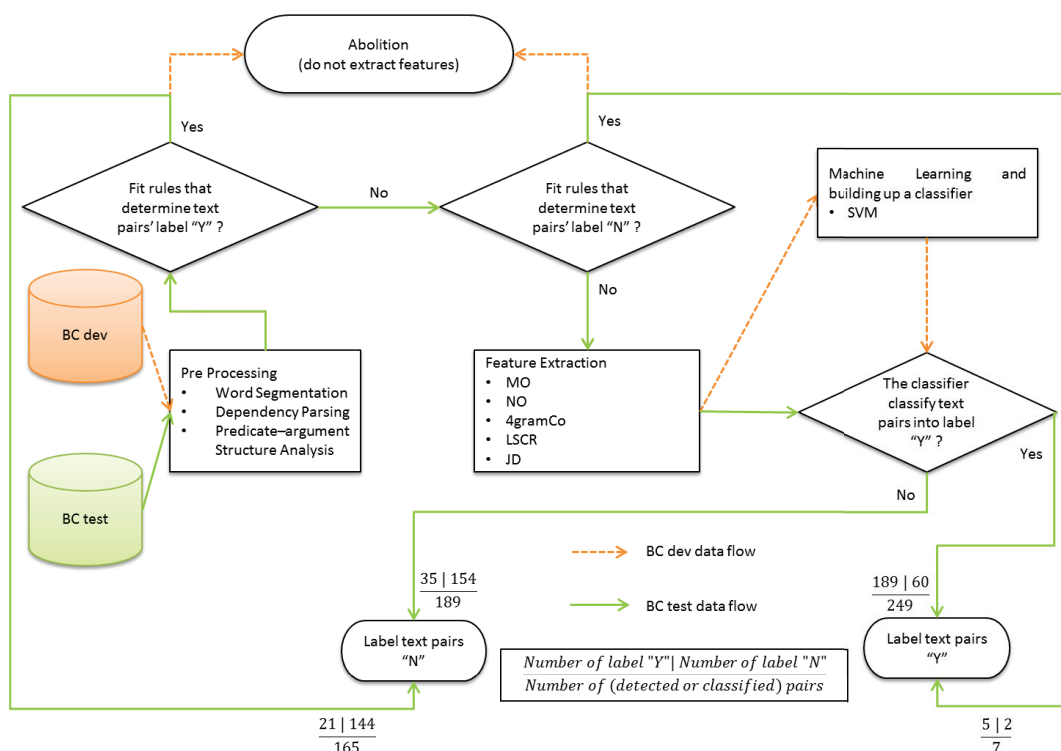 Abolition
(do not extract features)
Yes
Yes
Fit rules that
determine text
pairs' label "Y" ?
No
Fit rules that
determine text
pairs' label "N" ?
Machine Learning and
building up a classifier
• SVM
No
BC dev
Pre Processing
• Word Segmentation
• Dependency Parsing
• Predicate–argument
Structure Analysis
Feature Extraction
• MO
• NO
• 4gramCo
• LSCR
• JD
The classifier
classify text
pairs into label
"Y" ?
Yes
No
BC test
BC dev data flow
BC test data flow
35 | 154
189
189 | 60
249
Label text pairs
"N"
Number of label "Y"| Number of label "N"
Number of (detected or classified) pairs
Label text pairs
"Y"
21 | 144
165
5 | 2
7